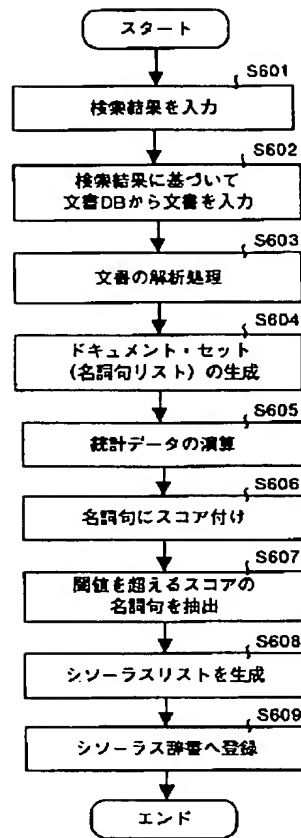 スタート
S601
検索結果を入力
S602
検索結果に基づいて
文書DBから文書を入力
S603
文書の解析処理
S604
ドキュメント・セット
(名詞句リスト)の生成
S605
統計データの演算
S606
名詞句にスコア付け
S607
閾値を超えるスコアの
名詞句を抽出
S608
シソーラスリストを生成
S609
シソーラス辞書へ登録
エンド